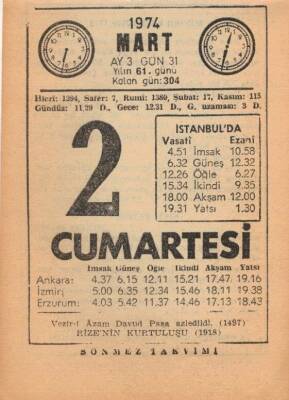 1974
MART
AY 3 GÜN 31
Yılın 61. günü
Kalan gün: 304
Hicrî: 1394, Safer: 7, Rumî: 1389, Şubat: 17, Kasım: 115
Gündüz: 11.29 D., Gece: 12.31 D., G. uzaması: 3 D.
2
İSTANBUL'DA
Vasatî Ezanî
4.51 İmsak 10.58
6.32 Güneş 12.32
12.26 Öğle 6.27
15.34 İkindi 9.35
18.00 Akşam 12.00
19.31 Yatsı 1.30
CUMARTESİ
İmsak Güneş Öğle İkindi Akşam Yatsı
Ankara: 4.37 6.15 12.11 15.21 17.47 19.16
İzmir: 5.00 6.35 12.34 15.46 18.11 19.38
Erzurum: 4.03 5.42 11.37 14.46 17.13 18.43
Veziri Âzam Davud Paşa azledildi. (1497)
RİZE'NİN KURTULUŞU (1918)
SÖNMEZ TAKVİMİ